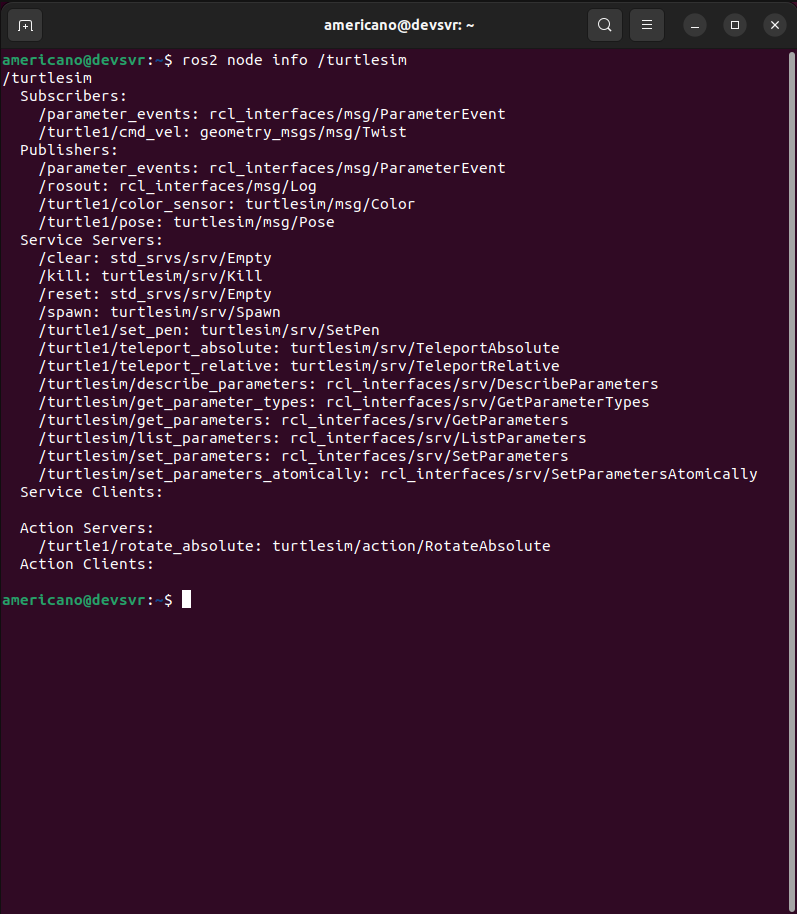 americano@devsvr: ~
americano@devsvr:~$ ros2 node info /turtlesim
/turtlesim
  Subscribers:
    /parameter_events: rcl_interfaces/msg/ParameterEvent
    /turtle1/cmd_vel: geometry_msgs/msg/Twist
  Publishers:
    /parameter_events: rcl_interfaces/msg/ParameterEvent
    /rosout: rcl_interfaces/msg/Log
    /turtle1/color_sensor: turtlesim/msg/Color
    /turtle1/pose: turtlesim/msg/Pose
  Service Servers:
    /clear: std_srvs/srv/Empty
    /kill: turtlesim/srv/Kill
    /reset: std_srvs/srv/Empty
    /spawn: turtlesim/srv/Spawn
    /turtle1/set_pen: turtlesim/srv/SetPen
    /turtle1/teleport_absolute: turtlesim/srv/TeleportAbsolute
    /turtle1/teleport_relative: turtlesim/srv/TeleportRelative
    /turtlesim/describe_parameters: rcl_interfaces/srv/DescribeParameters
    /turtlesim/get_parameter_types: rcl_interfaces/srv/GetParameterTypes
    /turtlesim/get_parameters: rcl_interfaces/srv/GetParameters
    /turtlesim/list_parameters: rcl_interfaces/srv/ListParameters
    /turtlesim/set_parameters: rcl_interfaces/srv/SetParameters
    /turtlesim/set_parameters_atomically: rcl_interfaces/srv/SetParametersAtomically
  Service Clients:
  Action Servers:
    /turtle1/rotate_absolute: turtlesim/action/RotateAbsolute
  Action Clients:
americano@devsvr:~$